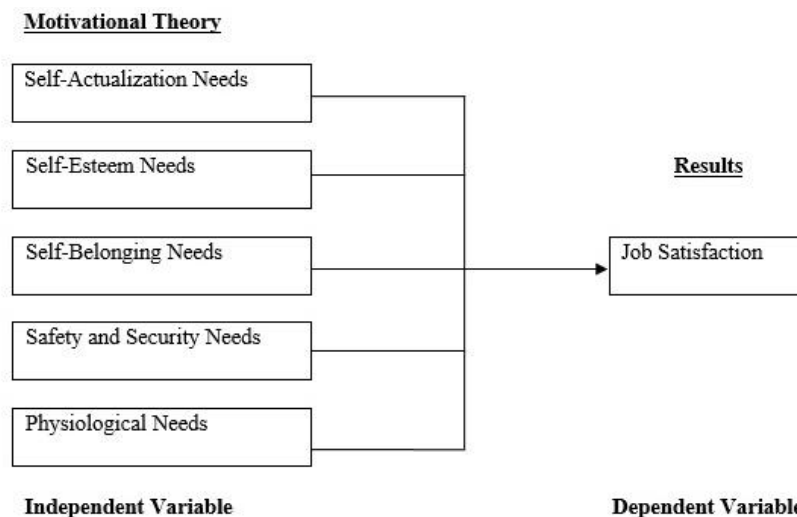 Motivational Theory
Self-Actualization Needs
Self-Esteem Needs
Results
Self-Belonging Needs
Job Satisfaction
Safety and Security Needs
Physiological Needs
Independent Variable
Dependent Variable